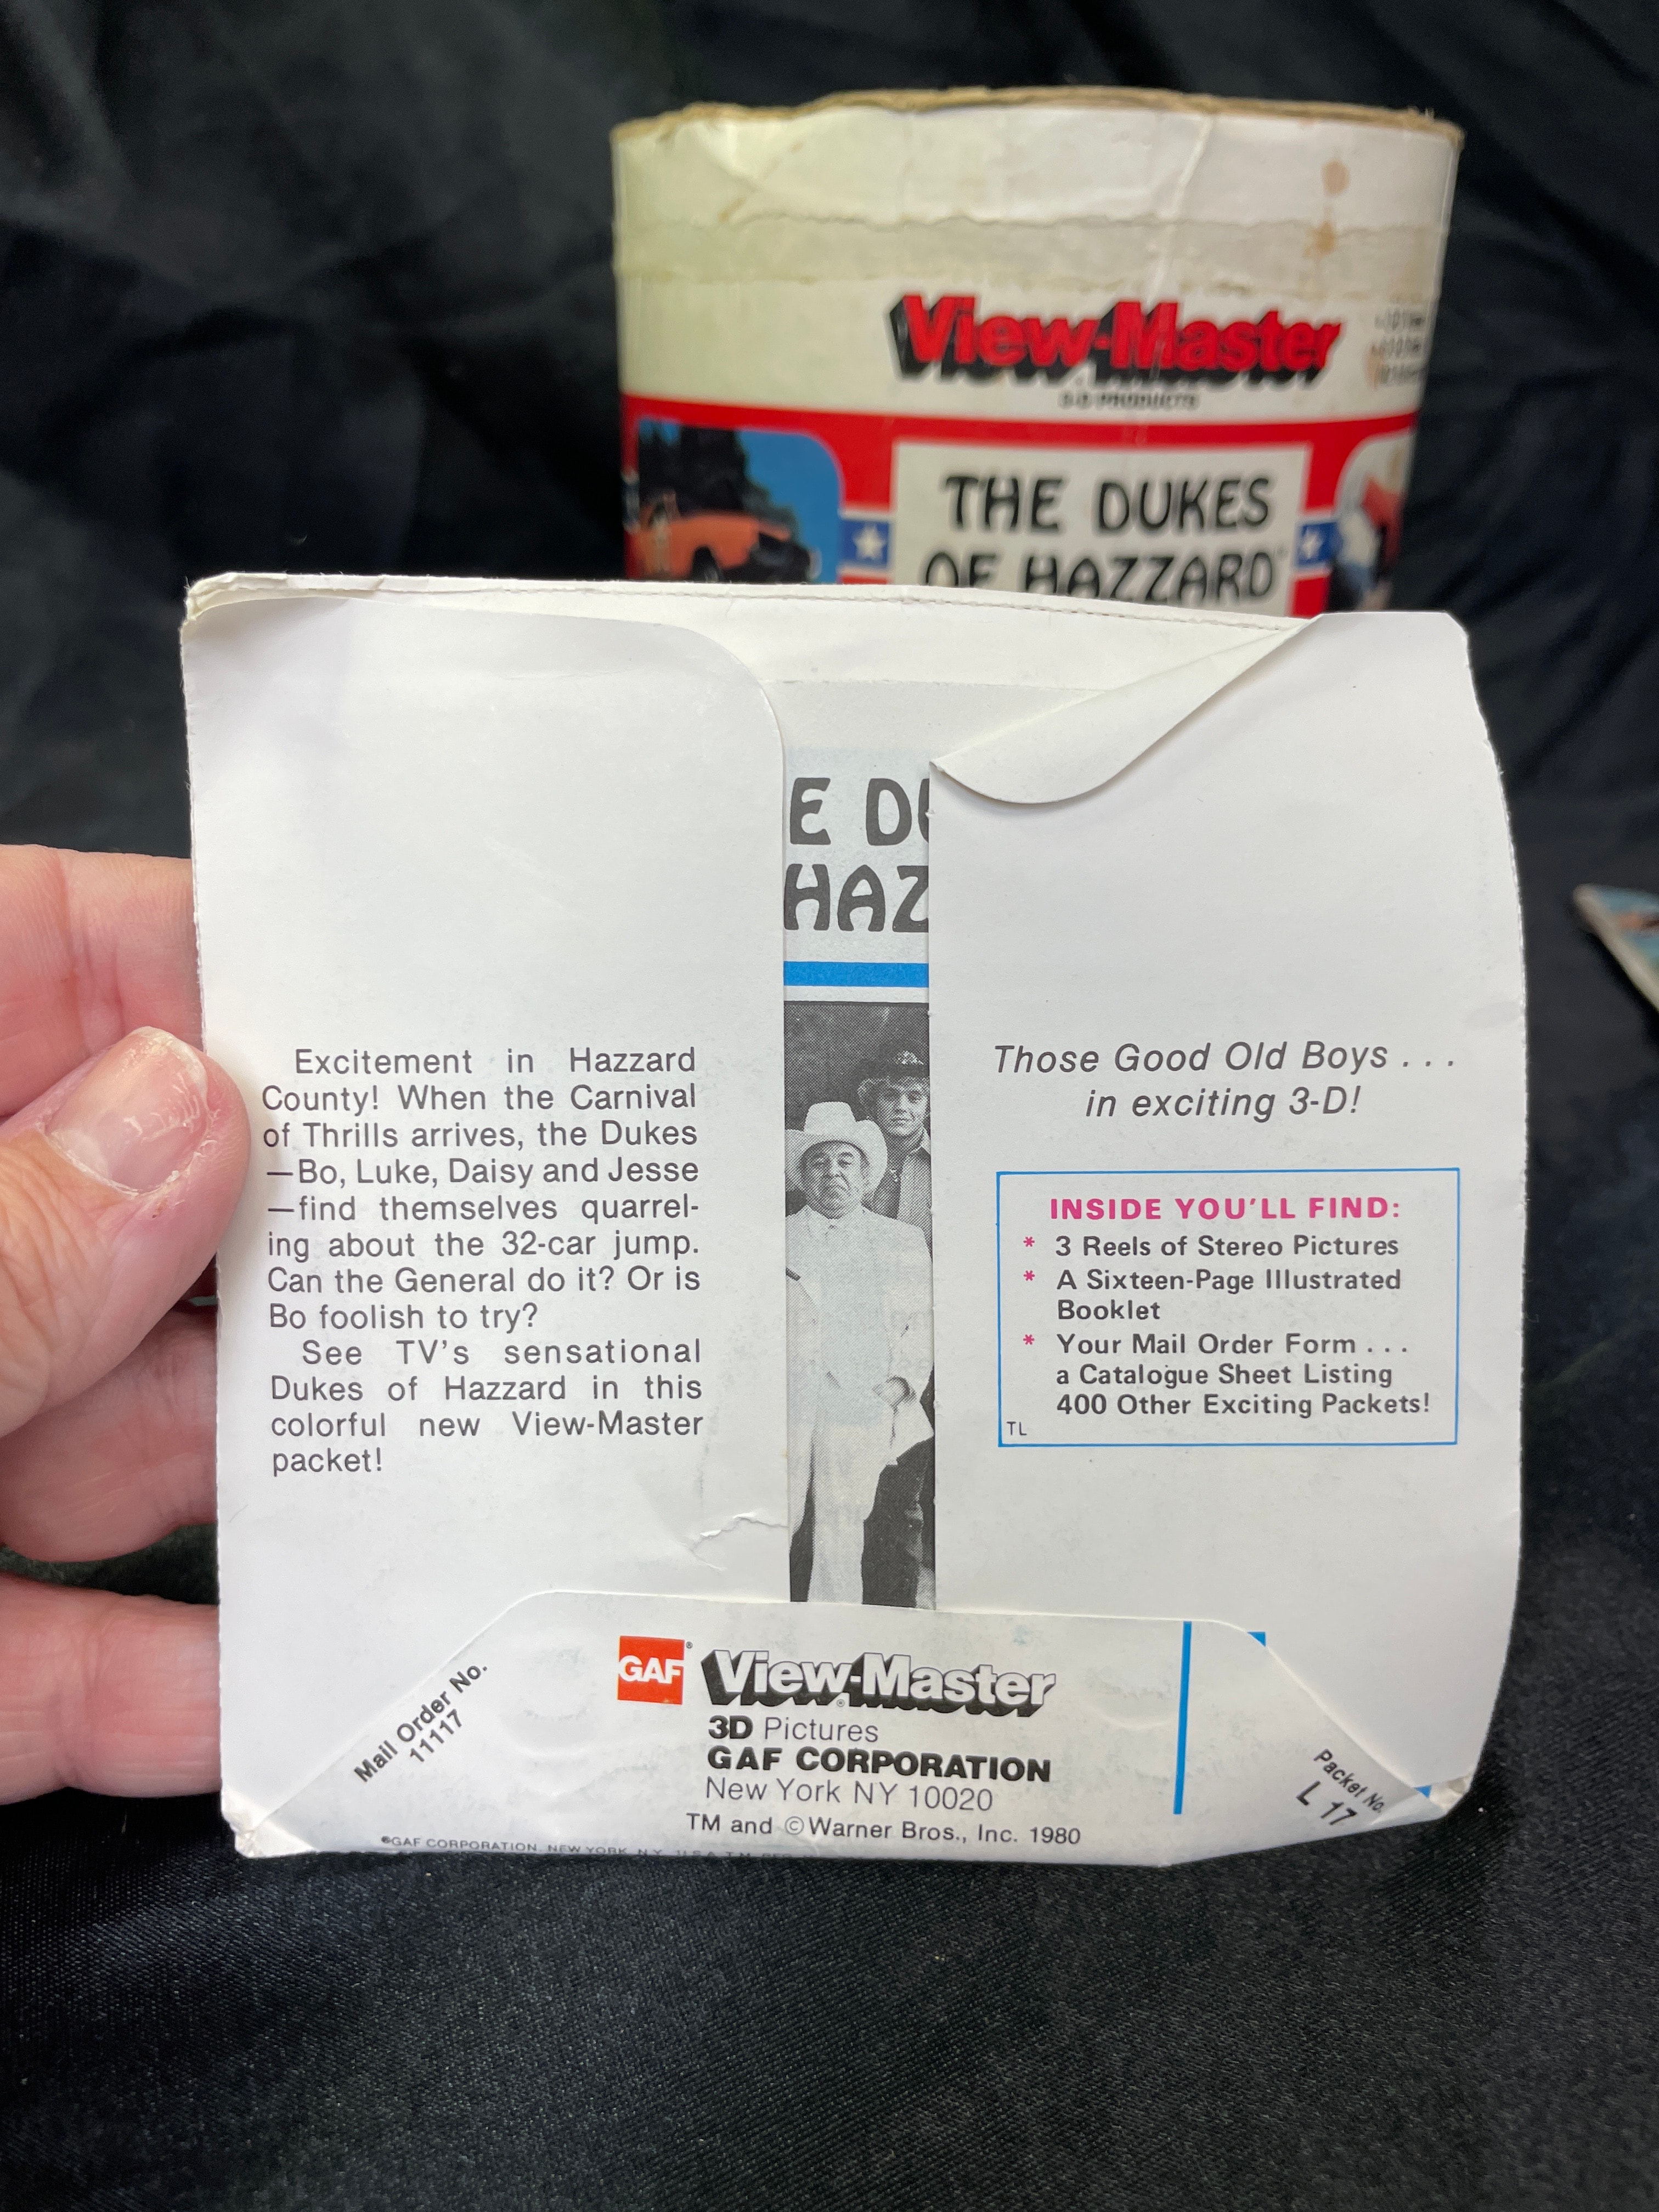 View-Master
3-D PRODUCTS
THE DUKES
OF HAZZARD
E DU
HAZ
Excitement in Hazzard
County! When the Carnival
of Thrills arrives, the Dukes
—Bo, Luke, Daisy and Jesse
—find themselves quarrel-
ing about the 32-car jump.
Can the General do it? Or is
Bo foolish to try?
See TV's sensational
Dukes of Hazzard in this
colorful new View-Master
packet!
Those Good Old Boys . . .
in exciting 3-D!
INSIDE YOU'LL FIND:
* 3 Reels of Stereo Pictures
* A Sixteen-Page Illustrated
Booklet
* Your Mail Order Form . . .
a Catalogue Sheet Listing
400 Other Exciting Packets!
TL
Mail Order No.
11117
GAF® View-Master®
3D Pictures
GAF CORPORATION
New York NY 10020
TM and ©Warner Bros., Inc. 1980
©GAF CORPORATION, NEW YORK, N.Y. U.S.A.
Packet No.
L 17